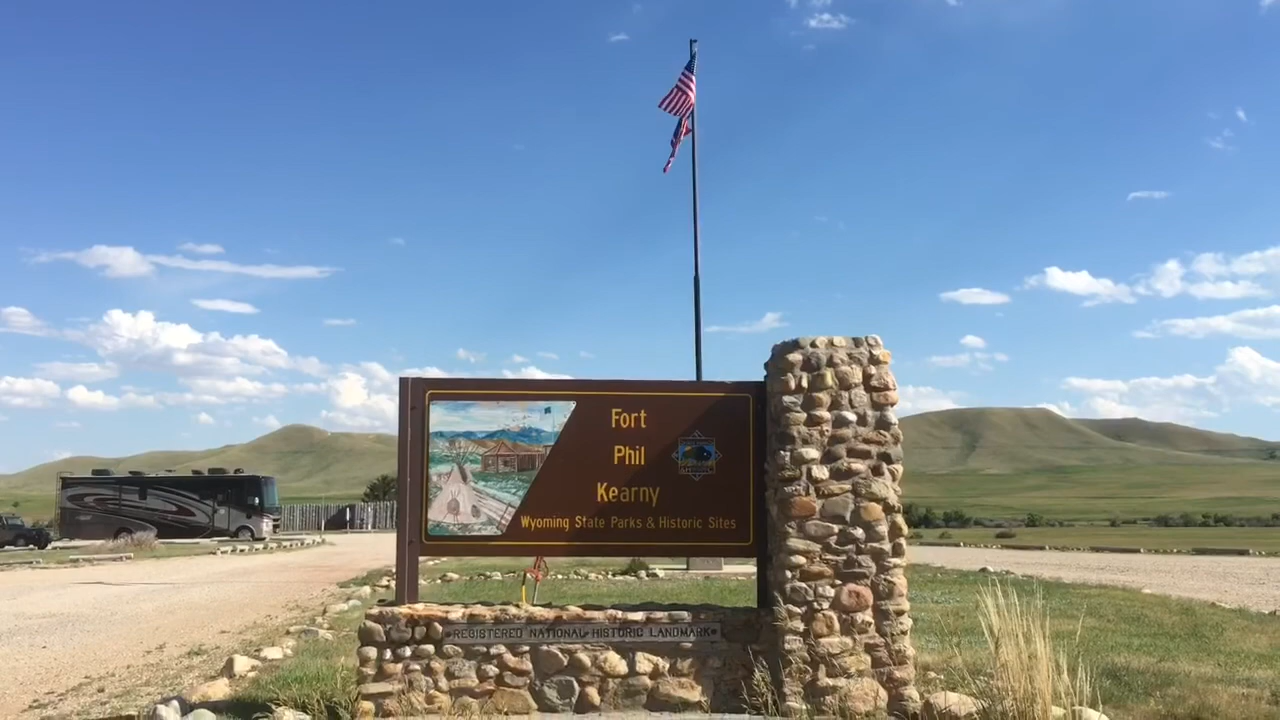 Fort
Phil
Kearny
Wyoming State Parks & Historic Sites
REGISTERED NATIONAL HISTORIC LANDMARK